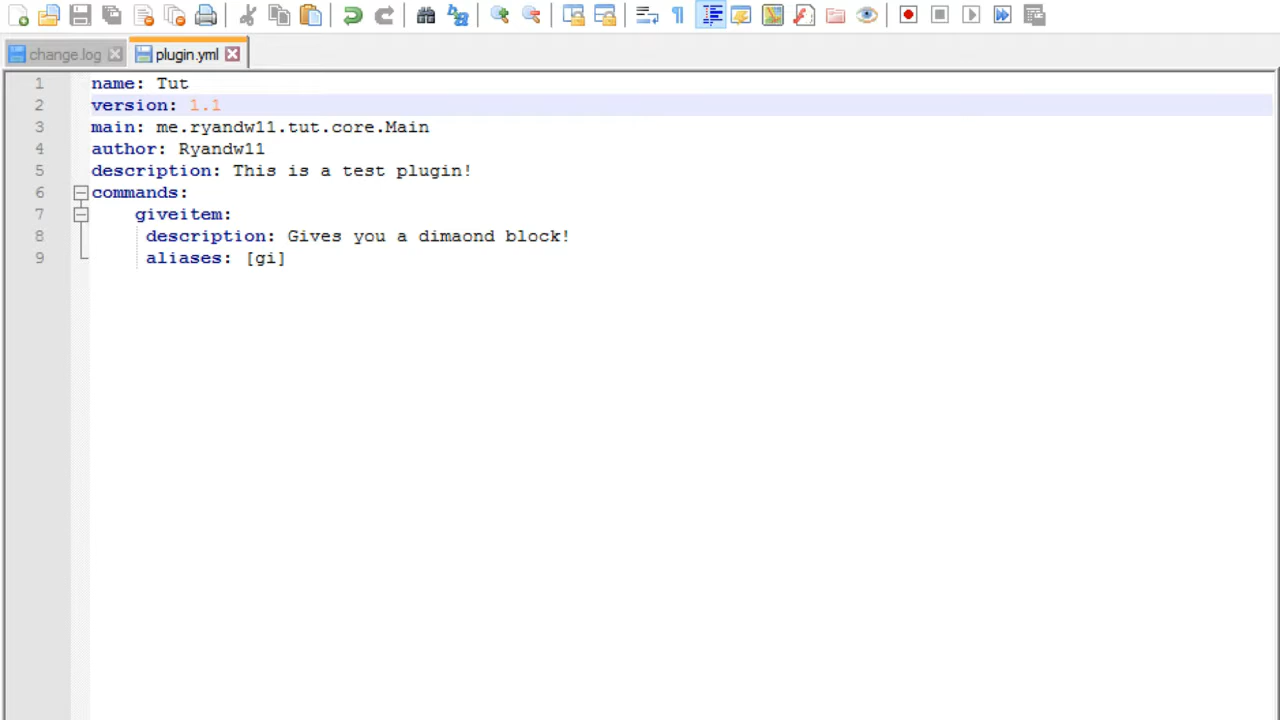 change.log
plugin.yml
1 name: Tut
2 version: 1.1
3 main: me.ryandw11.tut.core.Main
4 author: Ryandw11
5 description: This is a test plugin!
6 commands:
7 giveitem:
8 description: Gives you a dimaond block!
9 aliases: [gi]